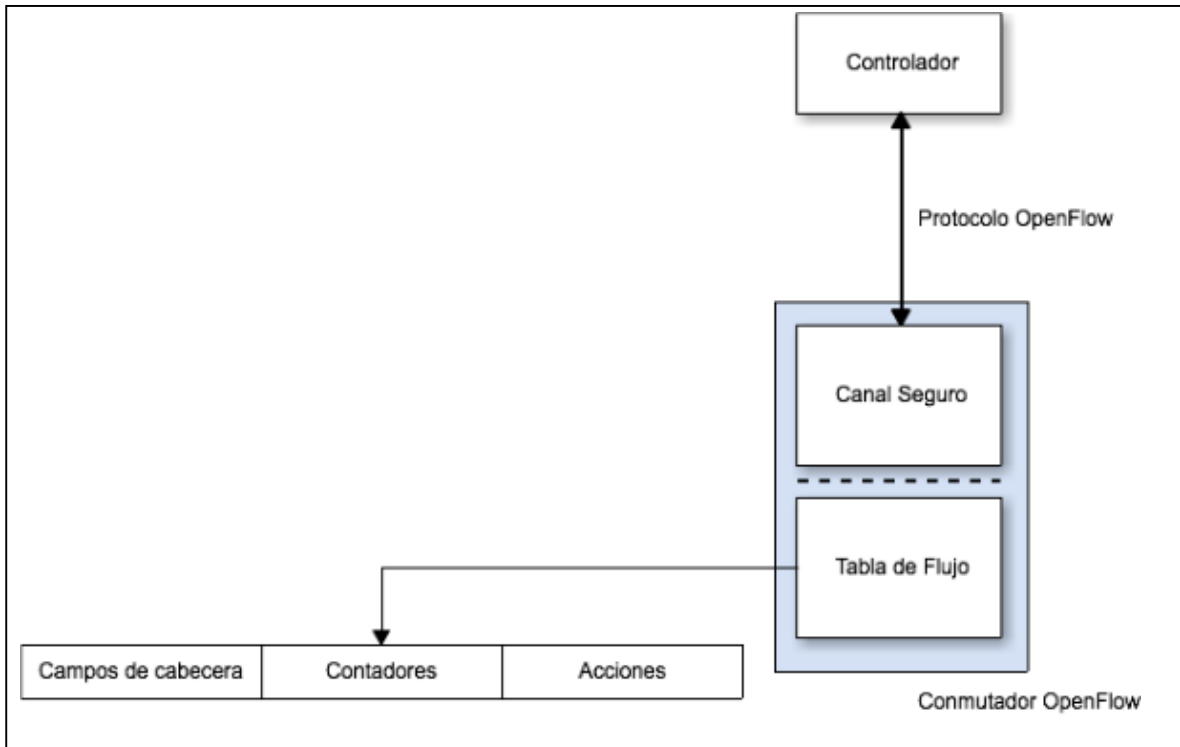 Controlador
Protocolo OpenFlow
Canal Seguro
Tabla de Flujo
Campos de cabecera
Contadores
Acciones
Conmutador OpenFlow